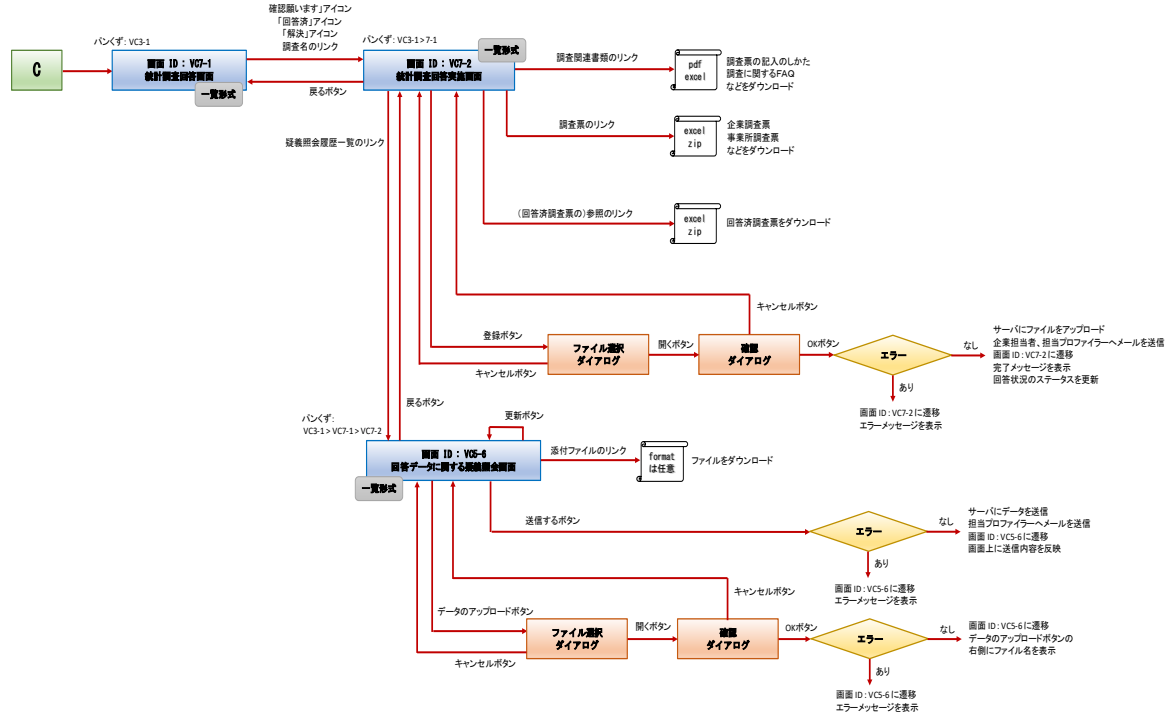 確認願います」アイコン
「回答済」アイコン
「解決」アイコン
調査名のリンク
パンくず: VC3-1
パンくず: VC3-1>7-1
C
画面 ID : VC7-1
統計調査回答画面
一覧形式
戻るボタン
画面 ID : VC7-2
統計調査回答実施画面
一覧形式
調査関連書類のリンク
pdf
excel
調査票の記入のしかた
調査に関するFAQ
などをダウンロード
調査票のリンク
excel
zip
企業調査票
事業所調査票
などをダウンロード
疑義照会履歴一覧のリンク
(回答済調査票の)参照のリンク
excel
zip
回答済調査票をダウンロード
キャンセルボタン
登録ボタン
ファイル選択
ダイアログ
開くボタン
確認
ダイアログ
OKボタン
エラー
なし
サーバにファイルをアップロード
企業担当者、担当プロファイラーへメールを送信
画面 ID : VC7-2 に遷移
完了メッセージを表示
回答状況のステータスを更新
キャンセルボタン
あり
画面 ID : VC7-2 に遷移
エラーメッセージを表示
戻るボタン
パンくず:
VC3-1>VC7-1>VC7-2
更新ボタン
画面 ID : VC5-6
回答データに関する疑義照会画面
一覧形式
添付ファイルのリンク
format
は任意
ファイルをダウンロード
送信するボタン
エラー
なし
サーバにデータを送信
担当プロファイラーへメールを送信
画面 ID : VC5-6 に遷移
画面上に送信内容を反映
あり
画面 ID : VC5-6 に遷移
エラーメッセージを表示
キャンセルボタン
データのアップロードボタン
ファイル選択
ダイアログ
開くボタン
確認
ダイアログ
OKボタン
エラー
なし
画面 ID : VC5-6 に遷移
データのアップロードボタンの
右側にファイル名を表示
キャンセルボタン
あり
画面 ID : VC5-6 に遷移
エラーメッセージを表示